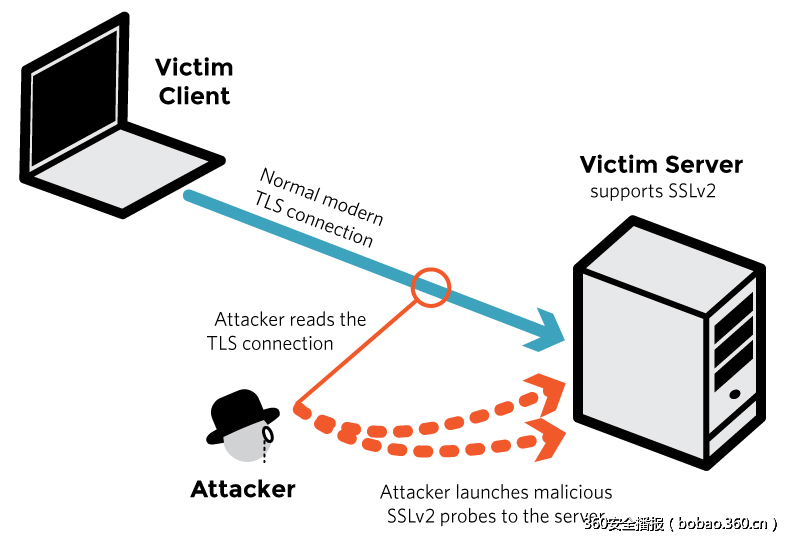 Victim
Client
Normal modern
TLS connection
Victim Server
supports SSLv2
Attacker reads the
TLS connection
Attacker
Attacker launches malicious
SSLv2 probes to the server
360安全播报（bobao.360.cn）